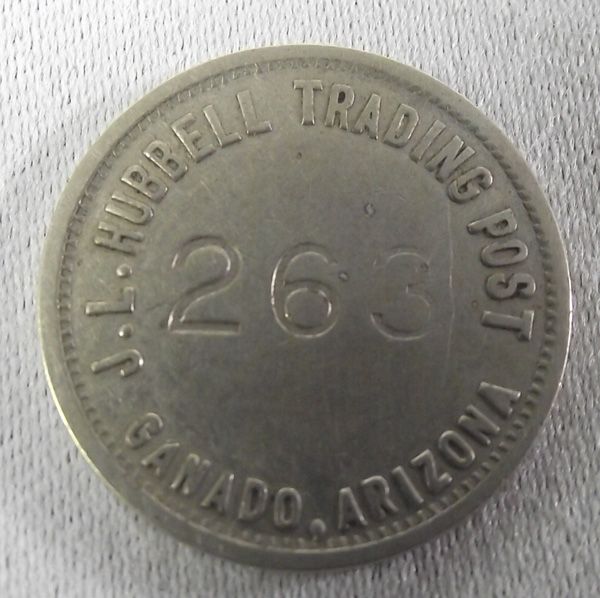 J.L. HUBBELL TRADING POST
263
GANADO, ARIZONA